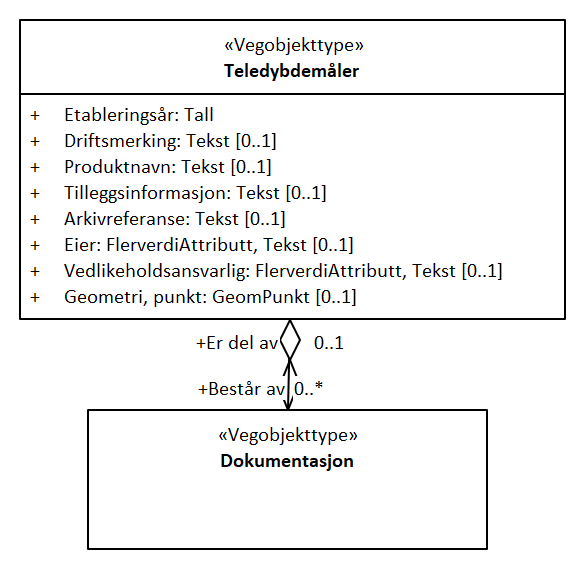 «Vegobjekttype»
Teledybdemåler
+ Etableringsår: Tall
+ Driftsmerking: Tekst [0..1]
+ Produktnavn: Tekst [0..1]
+ Tilleggsinformasjon: Tekst [0..1]
+ Arkivreferanse: Tekst [0..1]
+ Eier: FlerverdiAttributt, Tekst [0..1]
+ Vedlikeholdsansvarlig: FlerverdiAttributt, Tekst [0..1]
+ Geometri, punkt: GeomPunkt [0..1]
+Er del av 0..1
+Består av 0..*
«Vegobjekttype»
Dokumentasjon